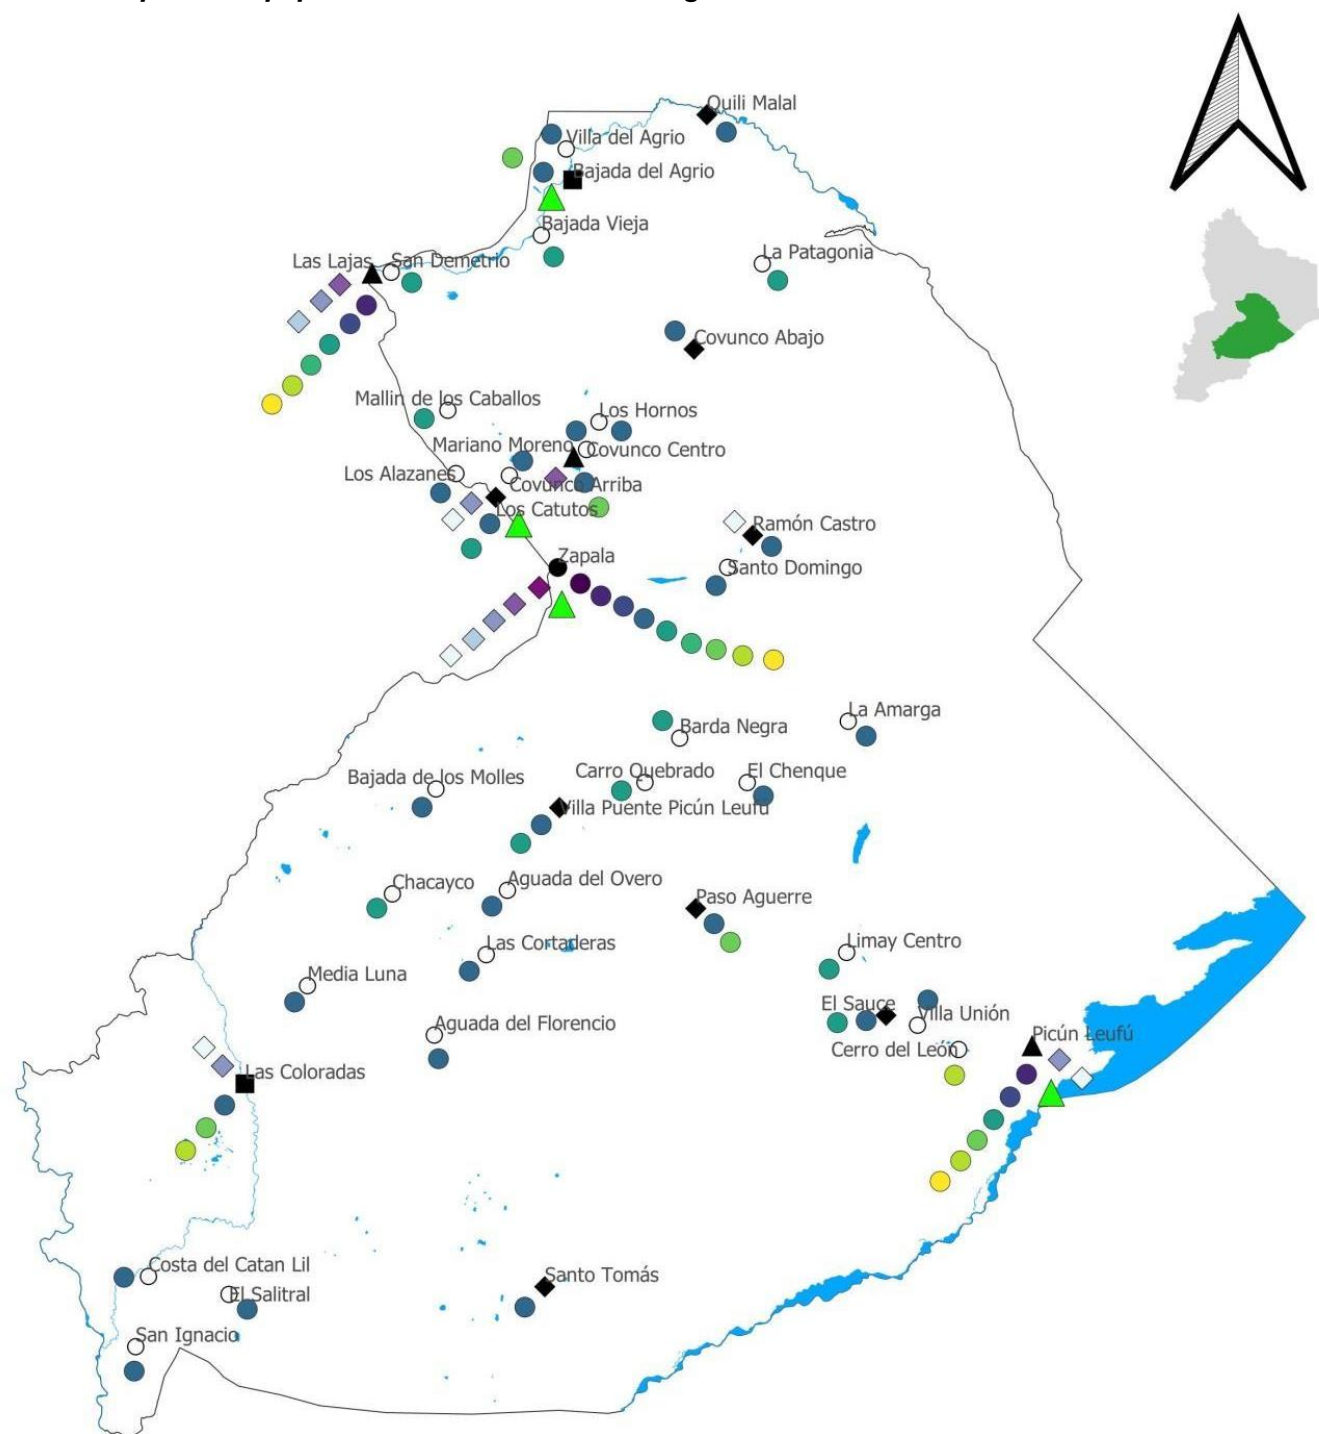 Quili Malal
Villa del Agrio
Bajada del Agrio
Bajada Vieja
La Patagonia
Las Lajas
San Demetrio
Covunco Abajo
Mallin de los Caballos
Los Hornos
Mariano Moreno
Covunco Centro
Los Alazanes
Covunco Arriba
Los Catutos
Ramón Castro
Zapala
Santo Domingo
La Amarga
Barda Negra
Bajada de los Molles
Carro Quebrado
El Chenque
Villa Puente Picún Leufú
Chacayco
Aguada del Overo
Paso Aguerre
Las Cortaderas
Limay Centro
Media Luna
El Sauce
Villa Unión
Aguada del Florencio
Cerro del León
Picún Leufú
Las Coloradas
Costa del Catan Lil
El Salitral
Santo Tomás
San Ignacio